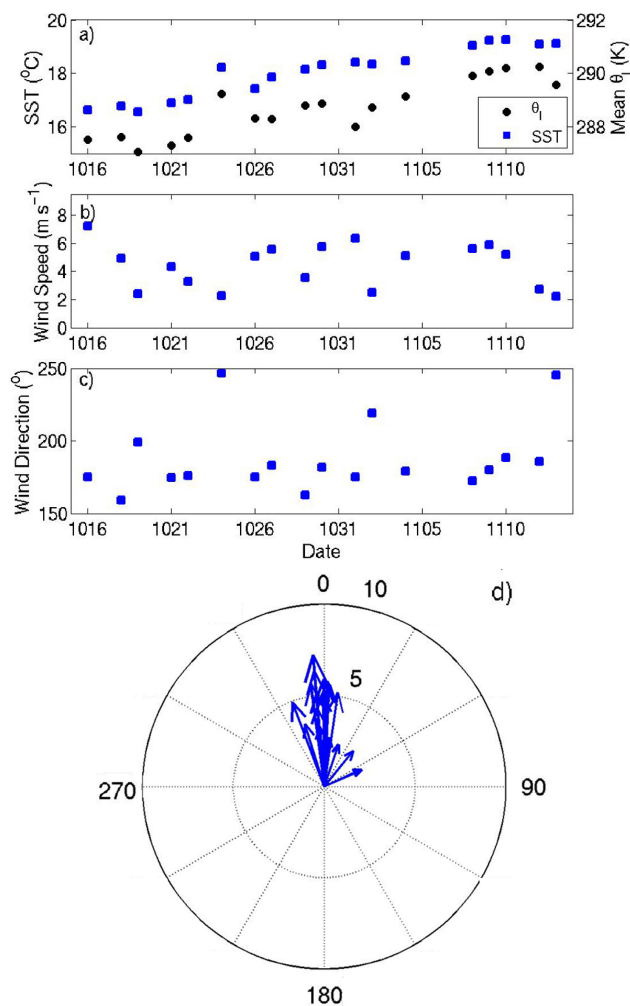 a)
20
18
16
SST (⁰C)
292
290
288
Mean θₗ (K)
θₗ
SST
1016 1021 1026 1031 1105 1110
b)
8
6
4
2
0
Wind Speed (m s⁻¹)
1016 1021 1026 1031 1105 1110
c)
250
200
150
Wind Direction (⁰)
1016 1021 1026 1031 1105 1110
Date
d)
0 10
5
270 90
180